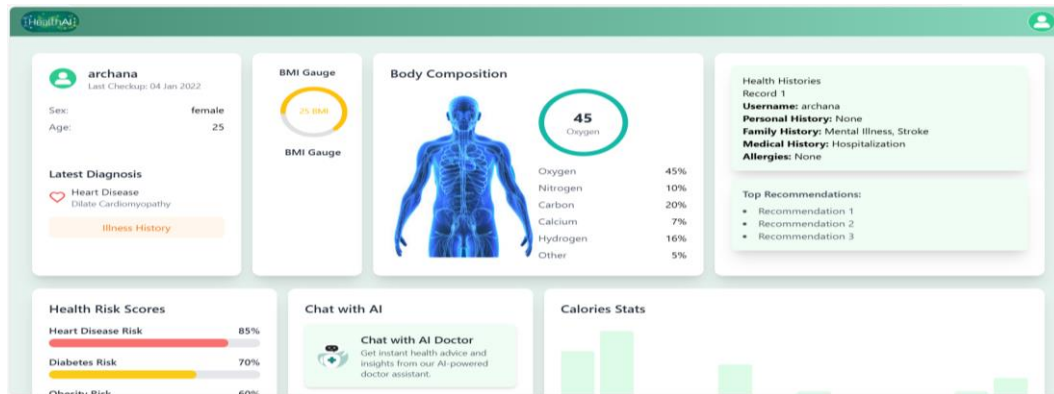 HealthAi
archana
Last Checkup: 04 Jan 2022
Sex: female
Age: 25
Latest Diagnosis
Heart Disease
Dilate Cardiomyopathy
Illness History
BMI Gauge
25 BMI
BMI Gauge
Body Composition
45
Oxygen
Oxygen 45%
Nitrogen 10%
Carbon 20%
Calcium 7%
Hydrogen 16%
Other 5%
Health Histories
Record 1
Username: archana
Personal History: None
Family History: Mental Illness, Stroke
Medical History: Hospitalization
Allergies: None
Top Recommendations:
• Recommendation 1
• Recommendation 2
• Recommendation 3
Health Risk Scores
Heart Disease Risk 85%
Diabetes Risk 70%
Obesity Risk 60%
Chat with AI
Chat with AI Doctor
Get instant health advice and
insights from our AI-powered
doctor assistant.
Calories Stats